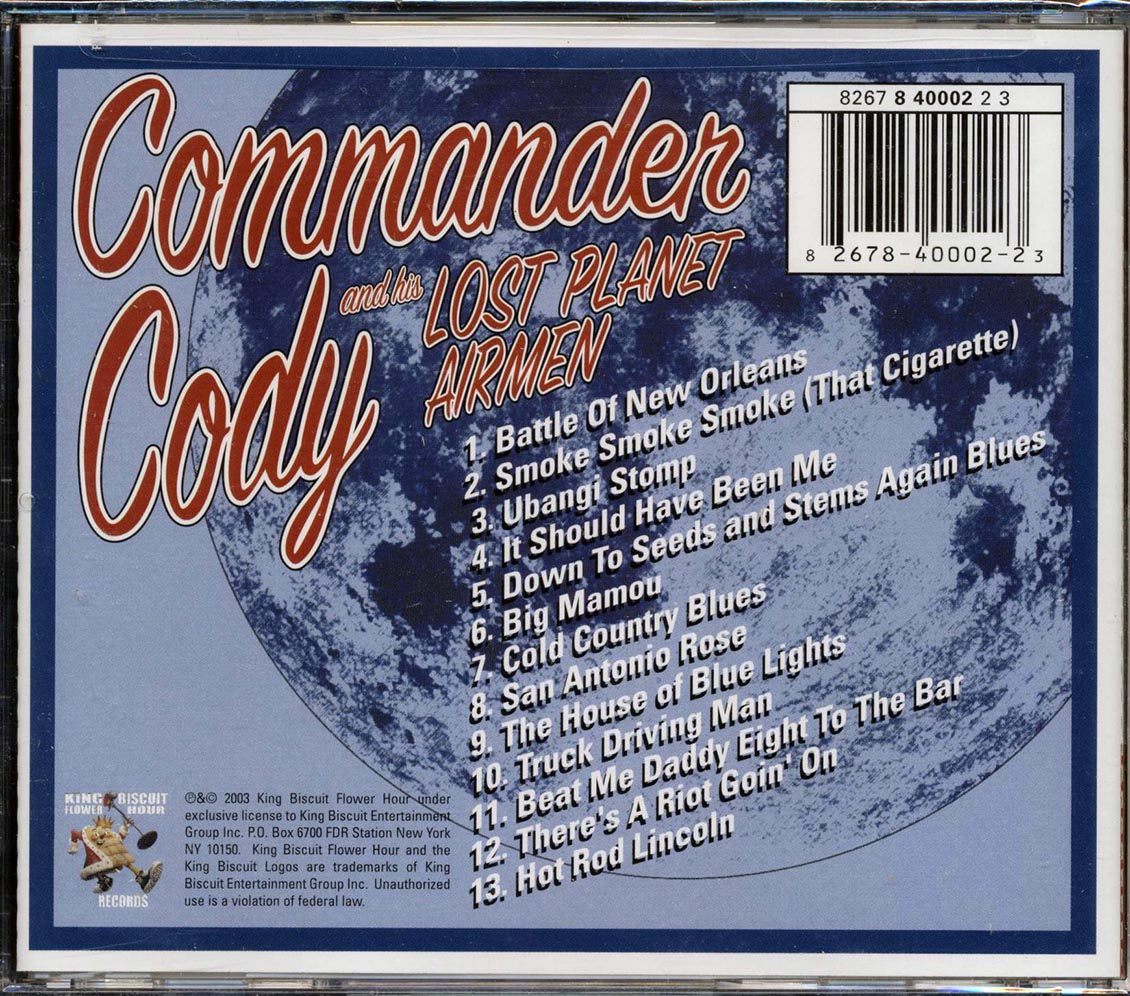 Commander
Cody
and his
LOST PLANET
AIRMEN
8267 8 40002 2 3
8 2678-40002-2 3
1. Battle Of New Orleans
2. Smoke Smoke Smoke (That Cigarette)
3. Ubangi Stomp
4. It Should Have Been Me
5. Down To Seeds and Stems Again Blues
6. Big Mamou
7. Cold Country Blues
8. San Antonio Rose
9. The House of Blue Lights
10. Truck Driving Man
11. Beat Me Daddy Eight To The Bar
12. There's A Riot Goin' On
13. Hot Rod Lincoln
KING BISCUIT
FLOWER HOUR
RECORDS
℗&© 2003 King Biscuit Flower Hour under
exclusive license to King Biscuit Entertainment
Group Inc. P.O. Box 6700 FDR Station New York
NY 10150. King Biscuit Flower Hour and the
King Biscuit Logos are trademarks of King
Biscuit Entertainment Group Inc. Unauthorized
use is a violation of federal law.